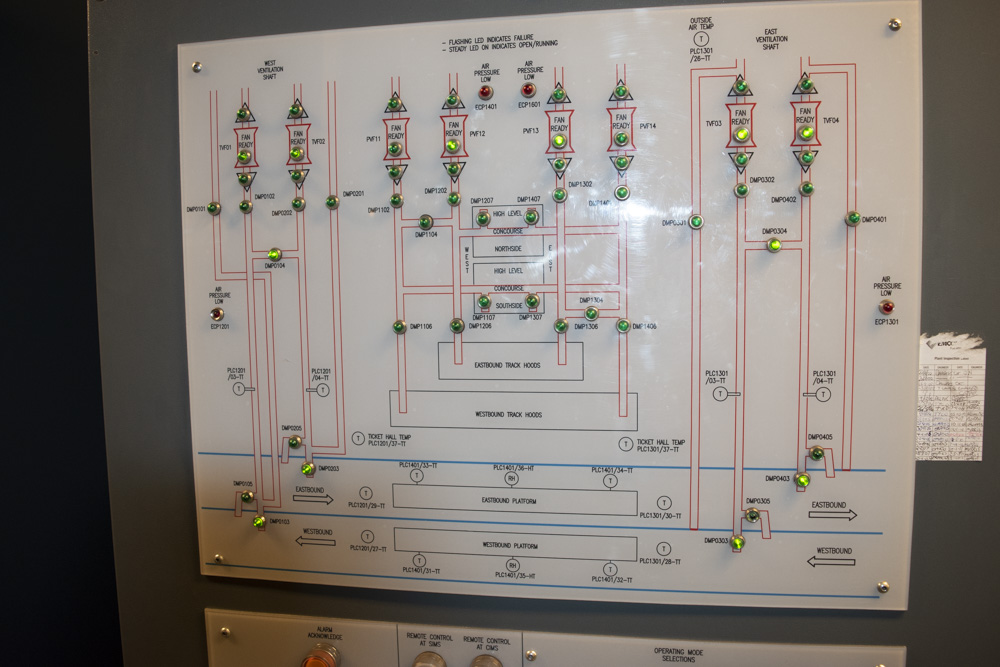 - FLASHING LED INDICATES FAILURE
- STEADY LED ON INDICATES OPEN/RUNNING
OUTSIDE
AIR TEMP
T
PLC1301
/26-TT
EAST
VENTILATION
SHAFT
WEST
VENTILATION
SHAFT
AIR
PRESSURE
LOW
ECP1401
AIR
PRESSURE
LOW
ECP1601
TVF01
FAN
READY
FAN
READY
TVF02
PVF11
FAN
READY
FAN
READY
PVF12
PVF13
FAN
READY
FAN
READY
PVF14
TVF03
FAN
READY
FAN
READY
TVF04
DMP0101
DMP0102
DMP0202
DMP0201
DMP1102
DMP1202
DMP1207
DMP1407
DMP1302
DMP0302
DMP0402
DMP0301
DMP0401
DMP1104
HIGH LEVEL
CONCOURSE
NORTHSIDE
WEST
EAST
HIGH LEVEL
CONCOURSE
SOUTHSIDE
DMP0104
DMP0304
AIR
PRESSURE
LOW
ECP1201
AIR
PRESSURE
LOW
ECP1301
DMP1304
DMP1107
DMP1307
DMP1106
DMP1206
DMP1306
DMP1406
EASTBOUND TRACK HOODS
WESTBOUND TRACK HOODS
PLC1201
/03-TT
T
PLC1201
/04-TT
T
PLC1301
/03-TT
T
PLC1301
/04-TT
T
Plant Inspection Label
T
TICKET HALL TEMP
PLC1201/37-TT
T
TICKET HALL TEMP
PLC1301/37-TT
DMP0205
DMP0203
DMP0405
DMP0403
PLC1401/33-TT
T
PLC1401/36-HT
RH
PLC1401/34-TT
T
DMP0105
DMP0103
EASTBOUND
T
PLC1201/29-TT
EASTBOUND PLATFORM
T
PLC1301/30-TT
DMP0305
DMP0303
EASTBOUND
WESTBOUND
T
PLC1201/27-TT
WESTBOUND PLATFORM
T
PLC1301/28-TT
WESTBOUND
T
PLC1401/31-TT
RH
PLC1401/35-HT
T
PLC1401/32-TT
ALARM
ACKNOWLEDGE
REMOTE CONTROL
AT SIMS
REMOTE CONTROL
AT CIMS
OPERATING MODE
SELECTIONS